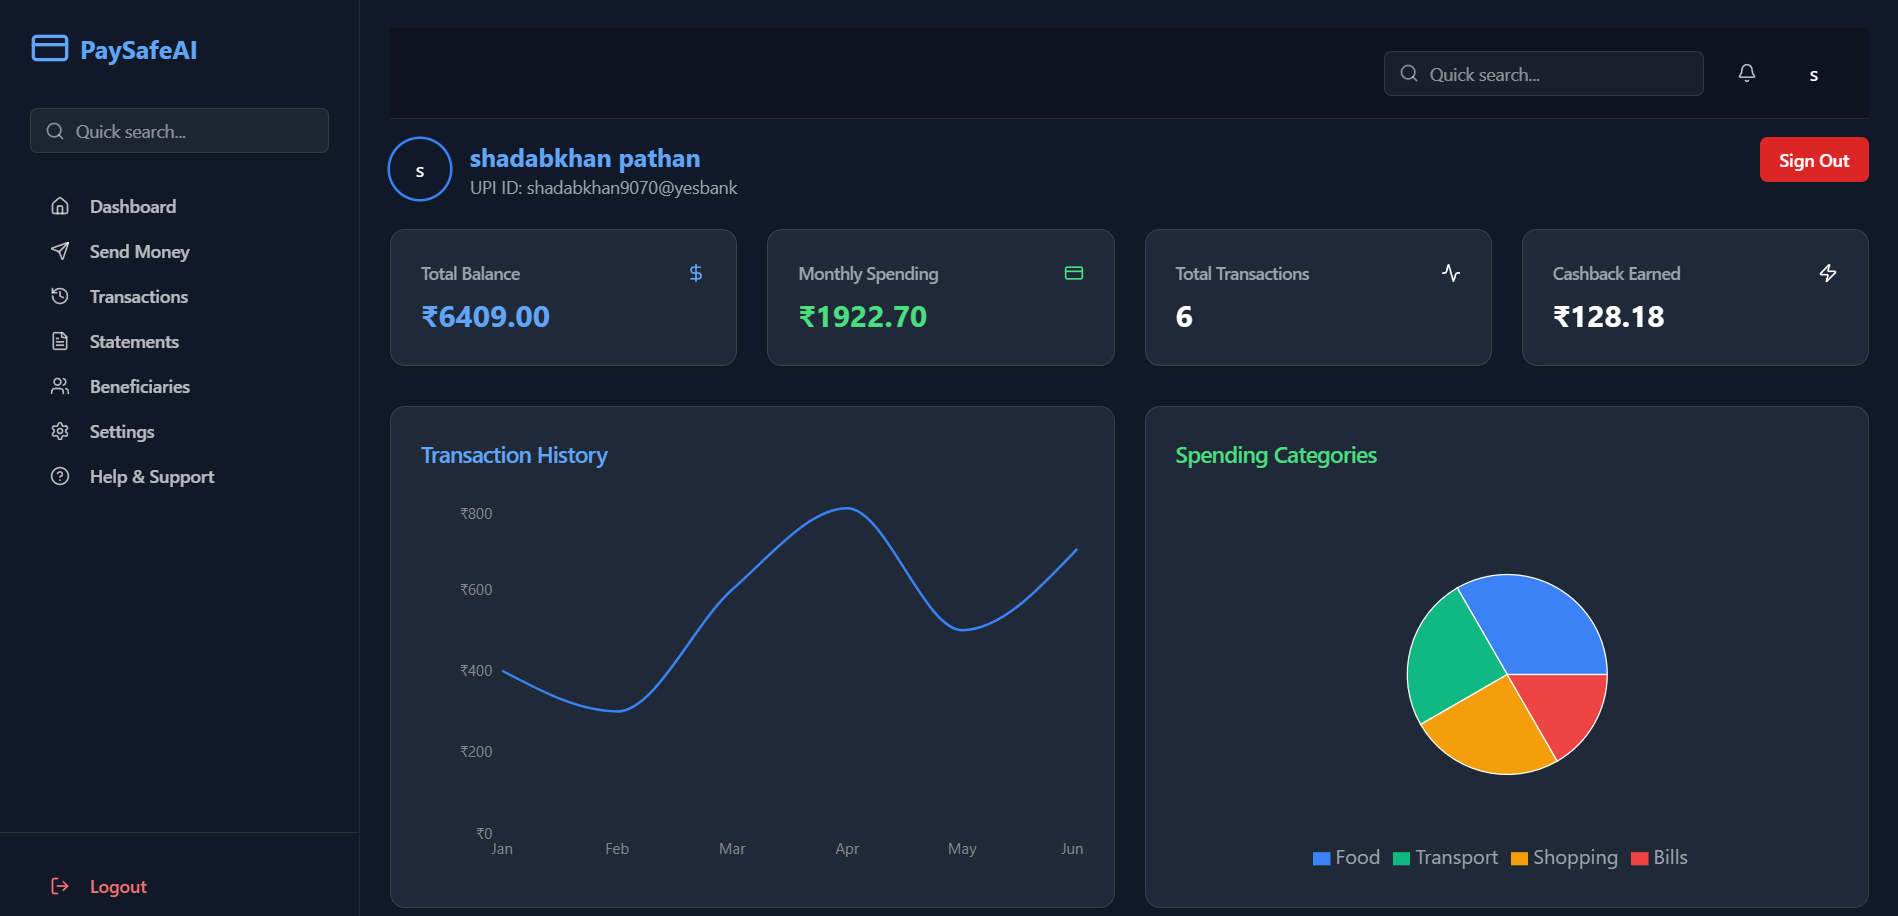 PaySafeAI
Quick search...
Dashboard
Send Money
Transactions
Statements
Beneficiaries
Settings
Help & Support
Logout
Quick search...
s
s
shadabkhan pathan
UPI ID: shadabkhan9070@yesbank
Sign Out
Total Balance
₹6409.00
Monthly Spending
₹1922.70
Total Transactions
6
Cashback Earned
₹128.18
Transaction History
₹800
₹600
₹400
₹200
₹0
Jan Feb Mar Apr May Jun
Spending Categories
Food Transport Shopping Bills